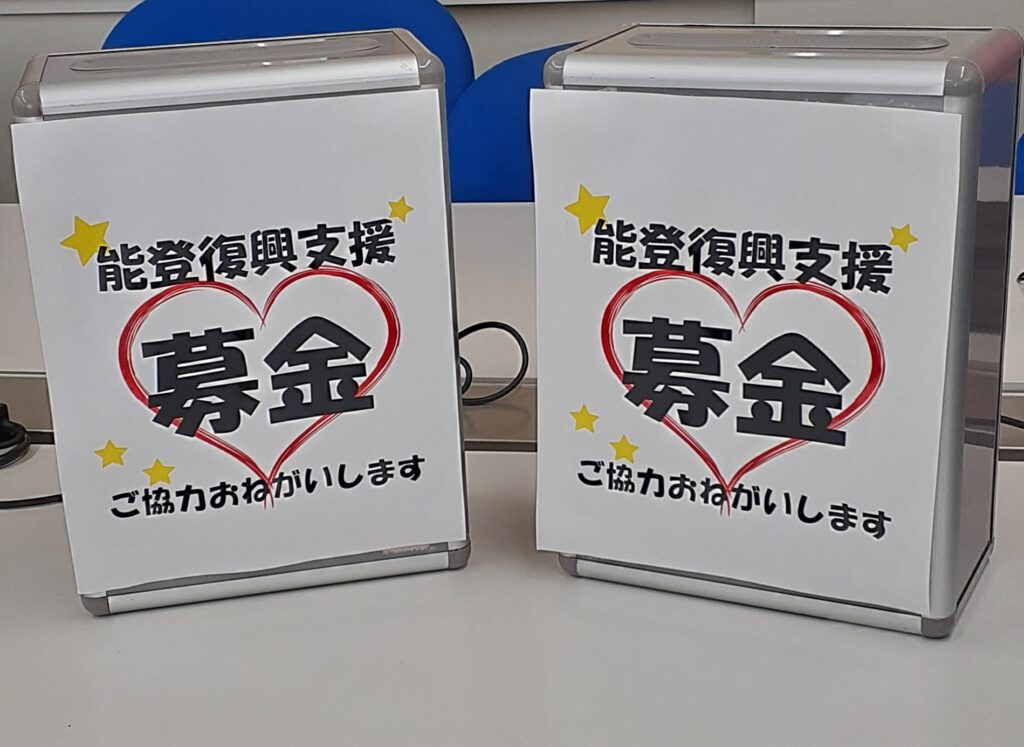 能登復興支援
募金
ご協力おねがいします
能登復興支援
募金
ご協力おねがいします